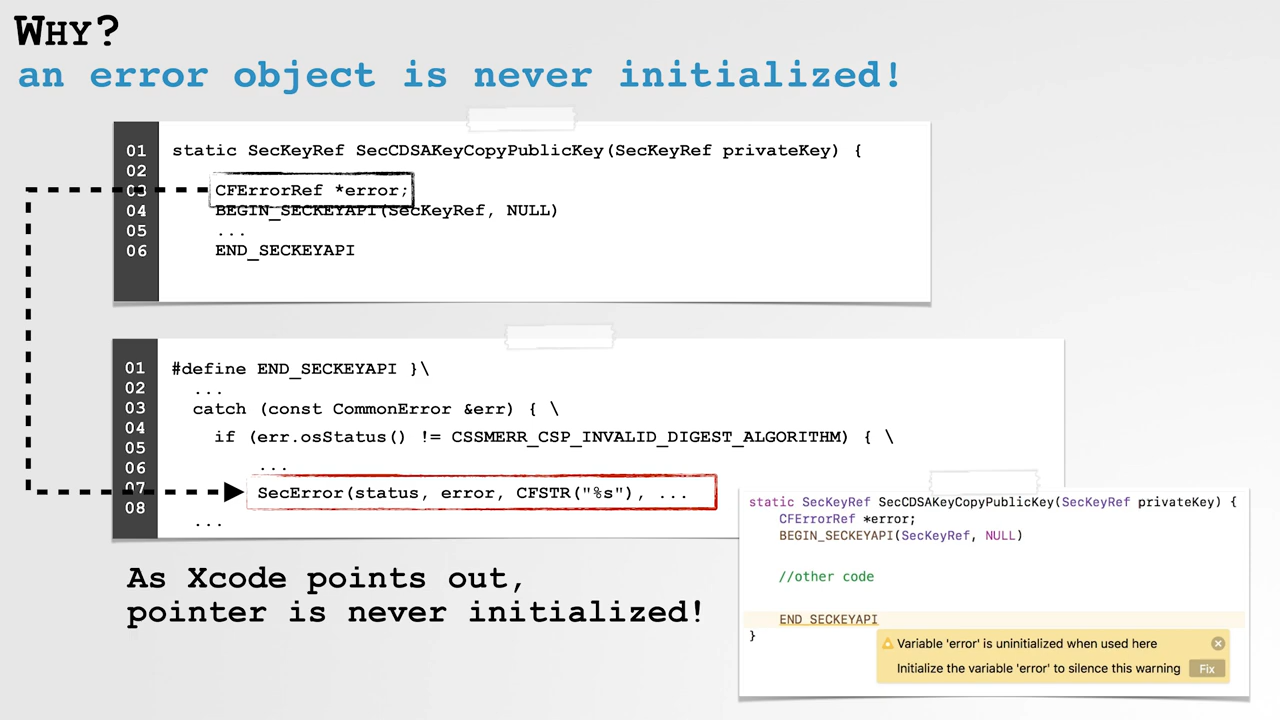 WHY?
an error object is never initialized!
01 static SecKeyRef SecCDSAKeyCopyPublicKey(SecKeyRef privateKey) {
02
03 CFErrorRef *error;
04 BEGIN_SECKEYAPI(SecKeyRef, NULL)
05 ...
06 END_SECKEYAPI
01 #define END_SECKEYAPI }\
02 ...
03 catch (const CommonError &err) { \
04 if (err.osStatus() != CSSMERR_CSP_INVALID_DIGEST_ALGORITHM) { \
05
06 ...
07 SecError(status, error, CFSTR("%s"), ...
08
...
As Xcode points out,
pointer is never initialized!
static SecKeyRef SecCDSAKeyCopyPublicKey(SecKeyRef privateKey) {
CFErrorRef *error;
BEGIN_SECKEYAPI(SecKeyRef, NULL)
//other code
END_SECKEYAPI
}
Variable 'error' is uninitialized when used here
Initialize the variable 'error' to silence this warning Fix